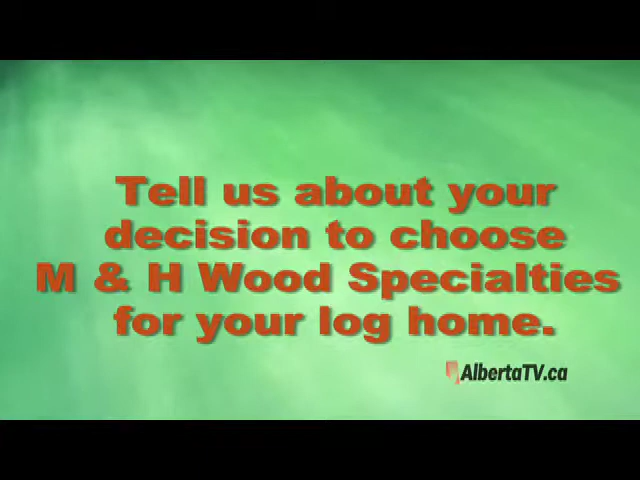 Tell us about your
decision to choose
M & H Wood Specialties
for your log home.
AlbertaTV.ca